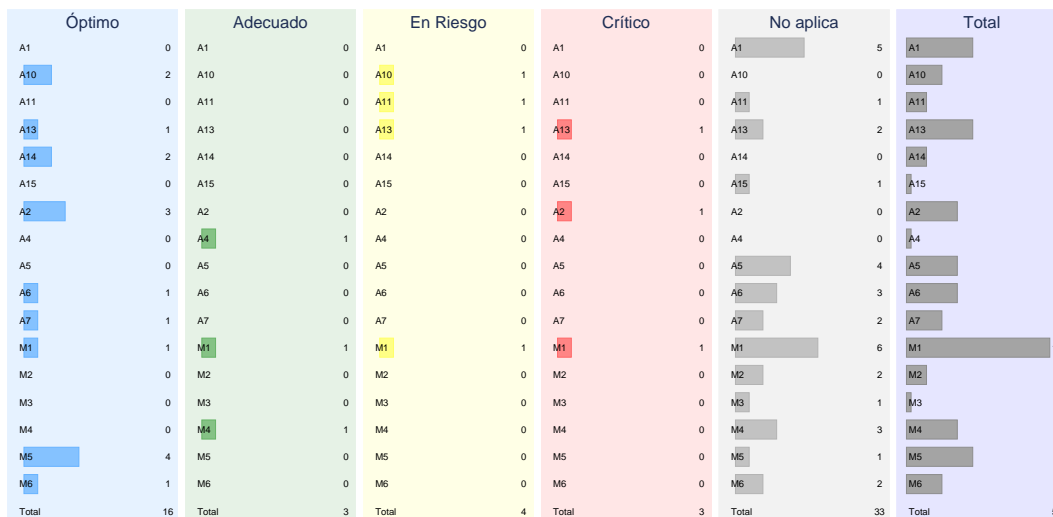 Óptimo Adecuado En Riesgo Crítico No aplica Total
A1 0 A1 0 A1 0 A1 0 A1 5 A1
A10 2 A10 0 A10 1 A10 0 A10 0 A10
A11 0 A11 0 A11 1 A11 0 A11 1 A11
A13 1 A13 0 A13 1 A13 1 A13 2 A13
A14 2 A14 0 A14 0 A14 0 A14 0 A14
A15 0 A15 0 A15 0 A15 0 A15 1 A15
A2 3 A2 0 A2 0 A2 1 A2 0 A2
A4 0 A4 1 A4 0 A4 0 A4 0 A4
A5 0 A5 0 A5 0 A5 0 A5 4 A5
A6 1 A6 0 A6 0 A6 0 A6 3 A6
A7 1 A7 0 A7 0 A7 0 A7 2 A7
M1 1 M1 1 M1 1 M1 1 M1 6 M1
M2 0 M2 0 M2 0 M2 0 M2 2 M2
M3 0 M3 0 M3 0 M3 0 M3 1 M3
M4 0 M4 1 M4 0 M4 0 M4 3 M4
M5 4 M5 0 M5 0 M5 0 M5 1 M5
M6 1 M6 0 M6 0 M6 0 M6 2 M6
Total 16 Total 3 Total 4 Total 3 Total 33 Total